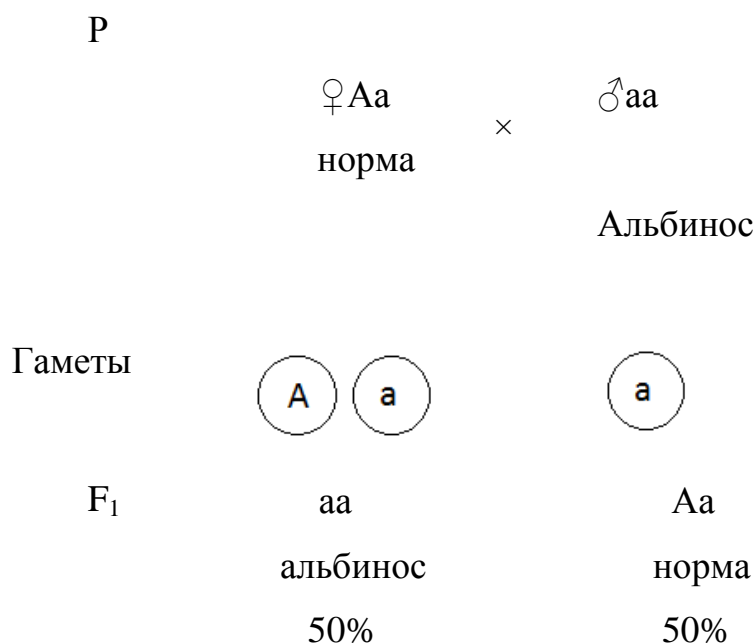 P
♀Aa × ♂aa
норма
Альбинос
Гаметы A a a
F₁ aa Aa
альбинос норма
50% 50%